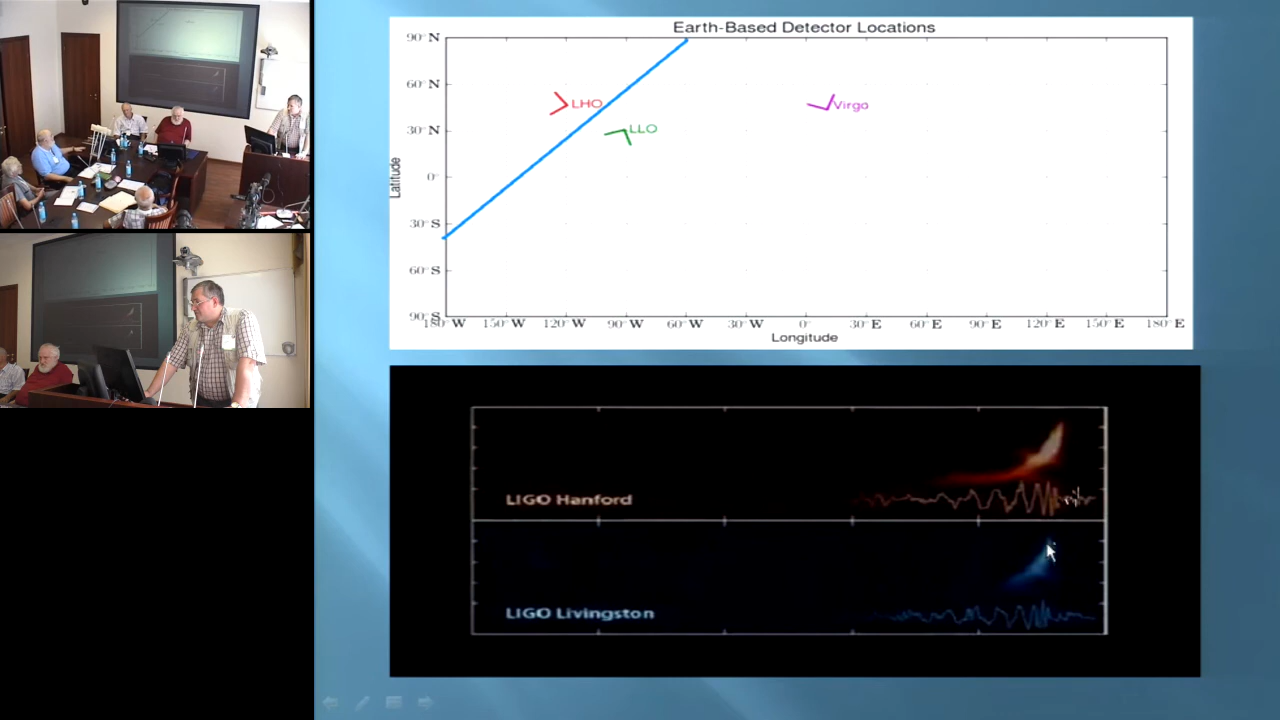 Earth-Based Detector Locations
90° N
60° N
30° N
0°
30° S
60° S
90° S
Latitude
LHO
LLO
Virgo
180° W 150° W 120° W 90° W 60° W 30° W 0° 30° E 60° E 90° E 120° E 150° E 180° E
Longitude
LIGO Hanford
LIGO Livingston